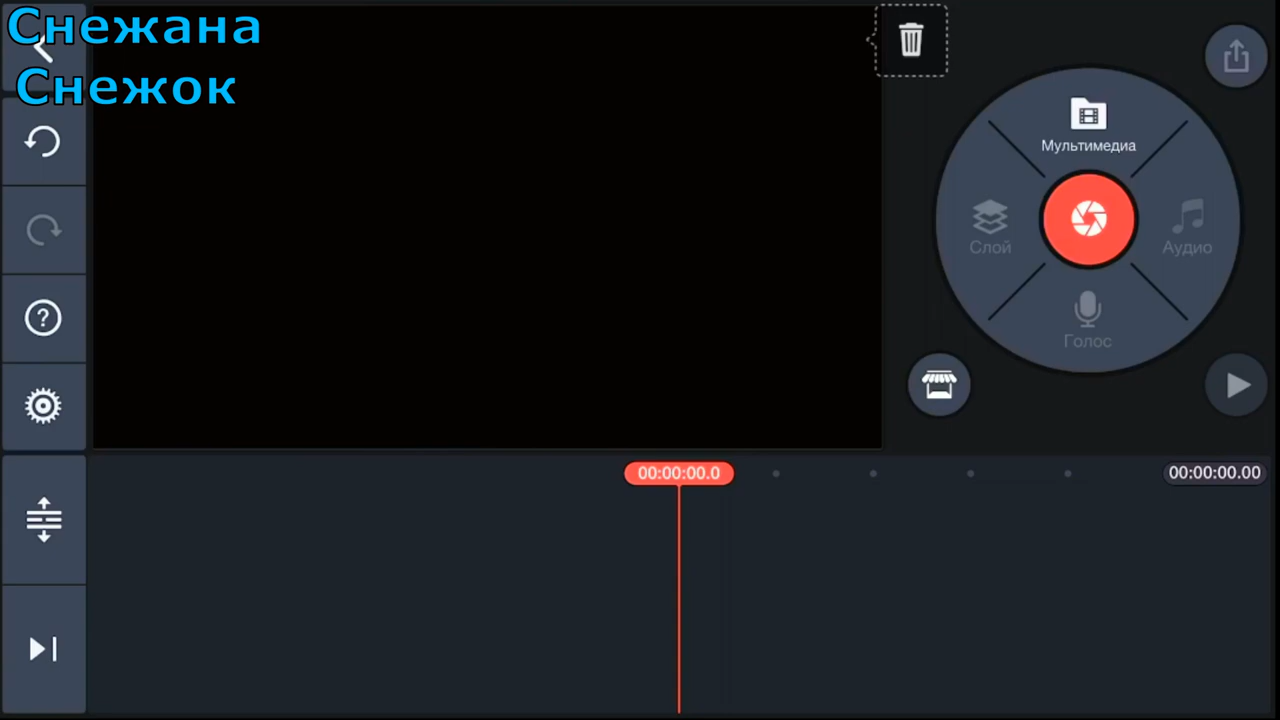 Снежана
Снежок
Мультимедиа
Слой
Аудио
Голос
00:00:00.0
00:00:00.00